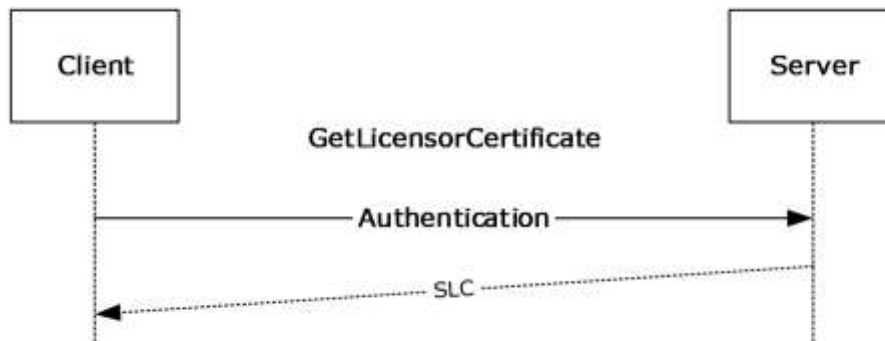 Client
Server
GetLicensorCertificate
Authentication
SLC